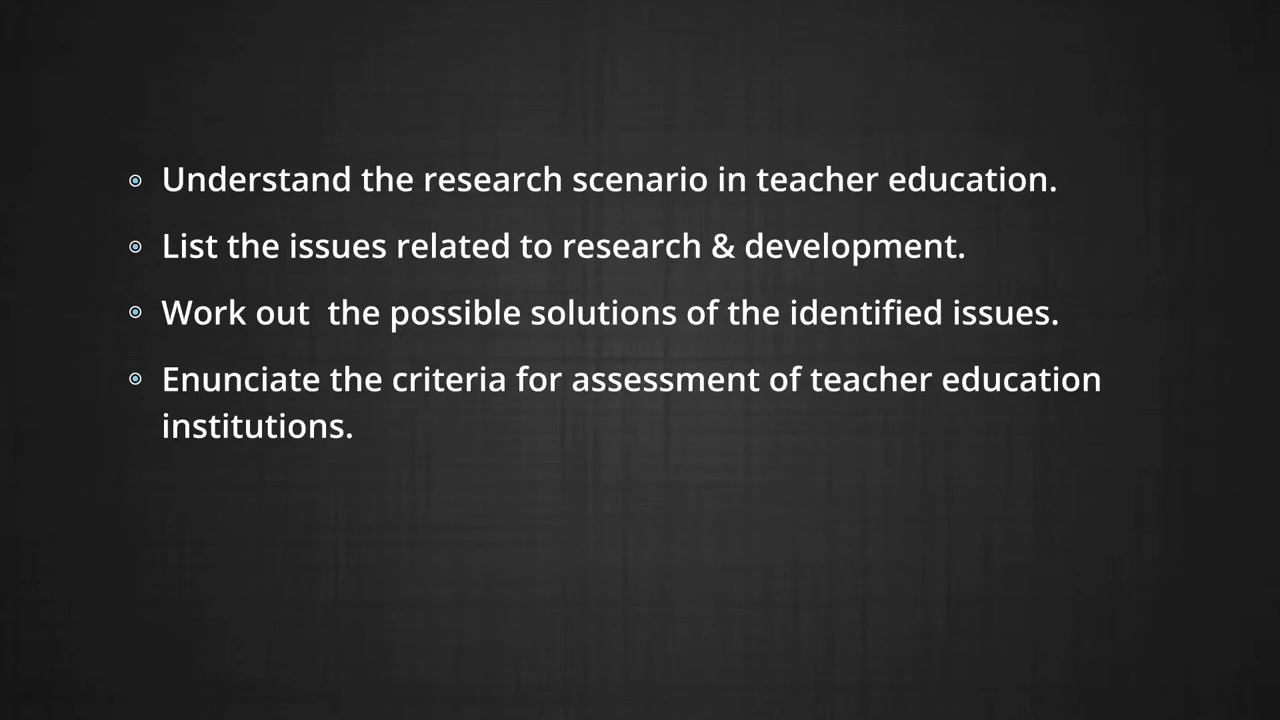 Understand the research scenario in teacher education.
List the issues related to research & development.
Work out  the possible solutions of the identified issues.
Enunciate the criteria for assessment of teacher education
institutions.